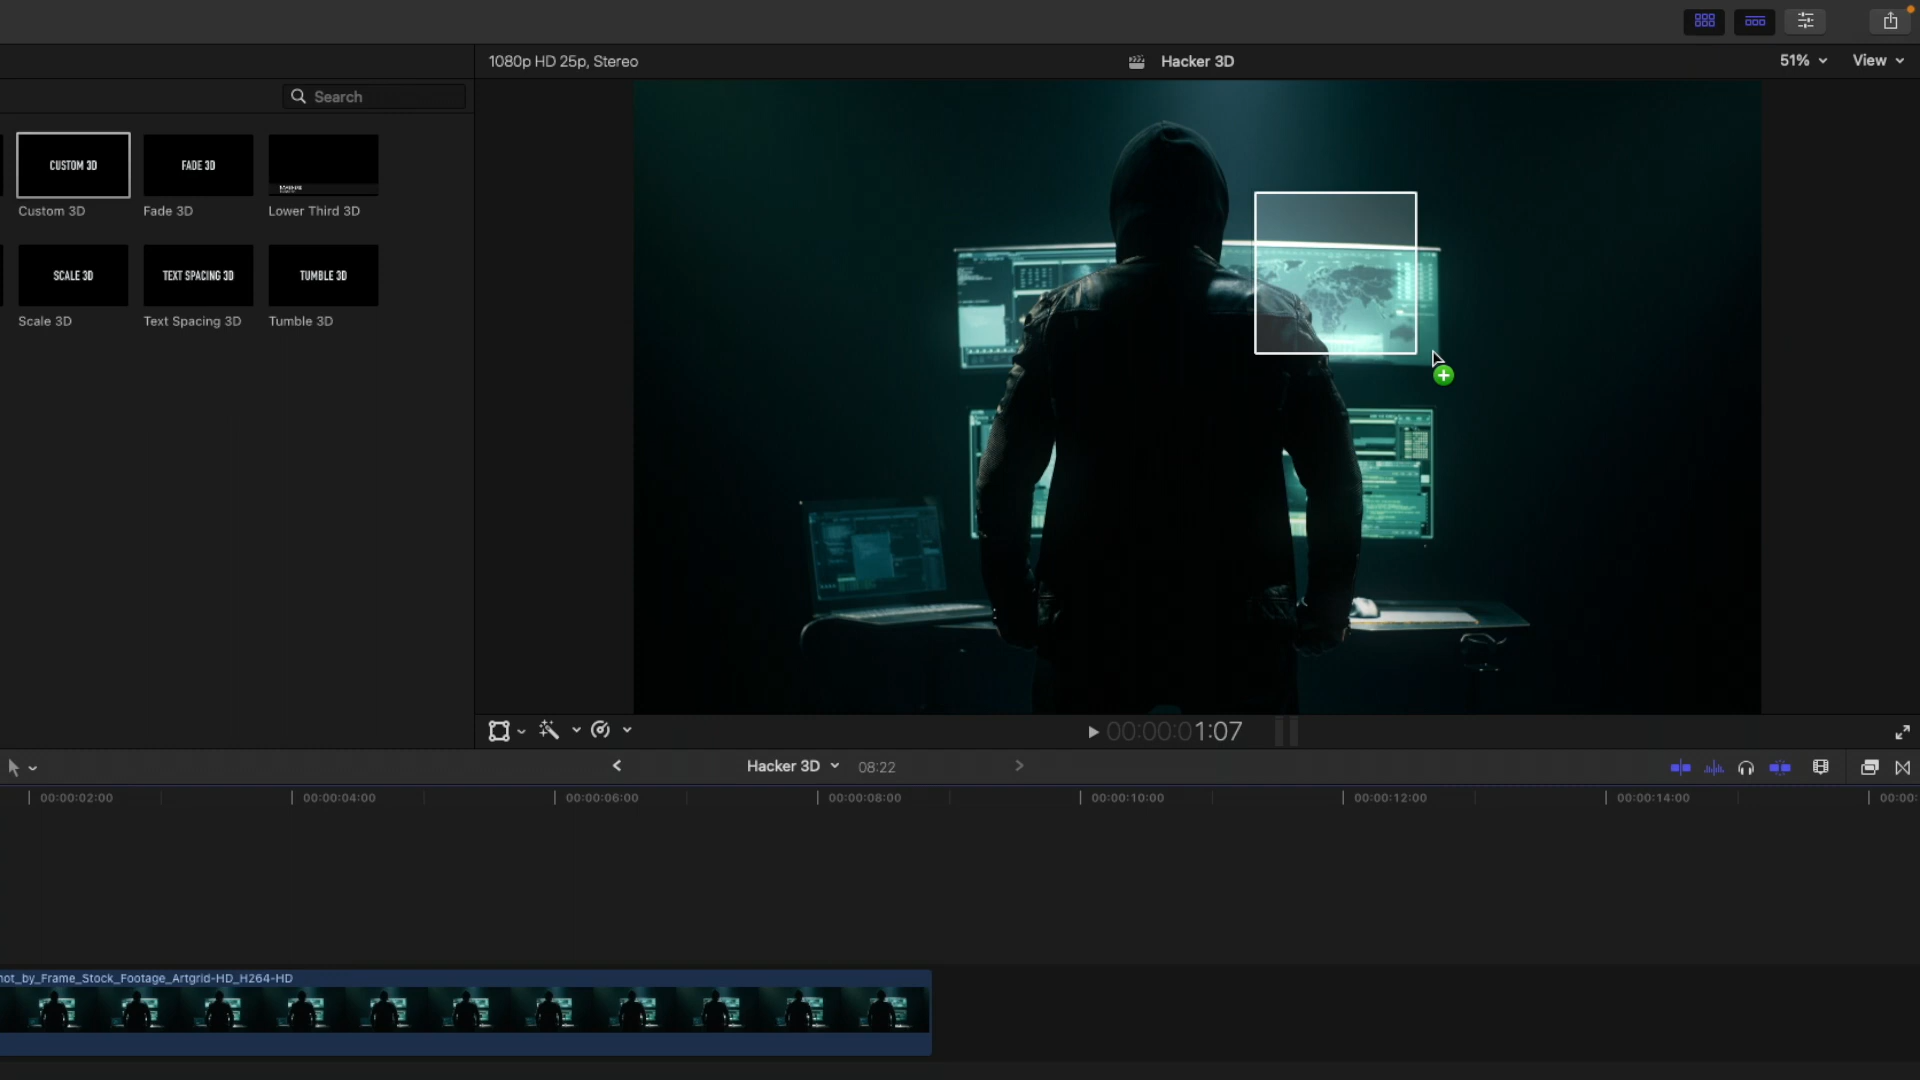 1080p HD 25p, Stereo
Hacker 3D
51%
View
Search
CUSTOM 3D
FADE 3D
Custom 3D
Fade 3D
Lower Third 3D
SCALE 3D
TEXT SPACING 3D
TUMBLE 3D
Scale 3D
Text Spacing 3D
Tumble 3D
00:00:01:07
Hacker 3D
08:22
00:00:02:00
00:00:04:00
00:00:06:00
00:00:08:00
00:00:10:00
00:00:12:00
00:00:14:00
00:00:
hot_by_Frame_Stock_Footage_Artgrid-HD_H264-HD